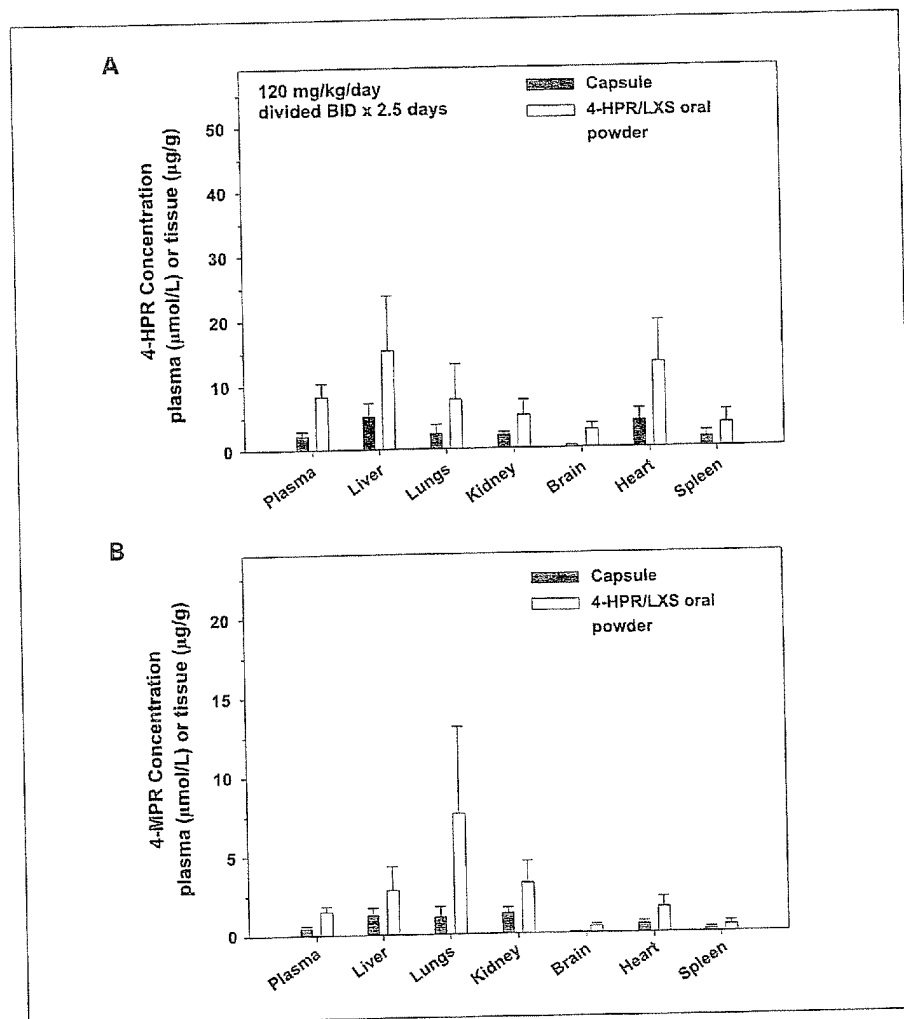 A
120 mg/kg/day
divided BID x 2.5 days
Capsule
4-HPR/LXS oral
powder
4-HPR Concentration
plasma (μmol/L) or tissue (μg/g)
50
40
30
20
10
0
Plasma
Liver
Lungs
Kidney
Brain
Heart
Spleen
B
Capsule
4-HPR/LXS oral
powder
4-MPR Concentration
plasma (μmol/L) or tissue (μg/g)
20
15
10
5
0
Plasma
Liver
Lungs
Kidney
Brain
Heart
Spleen